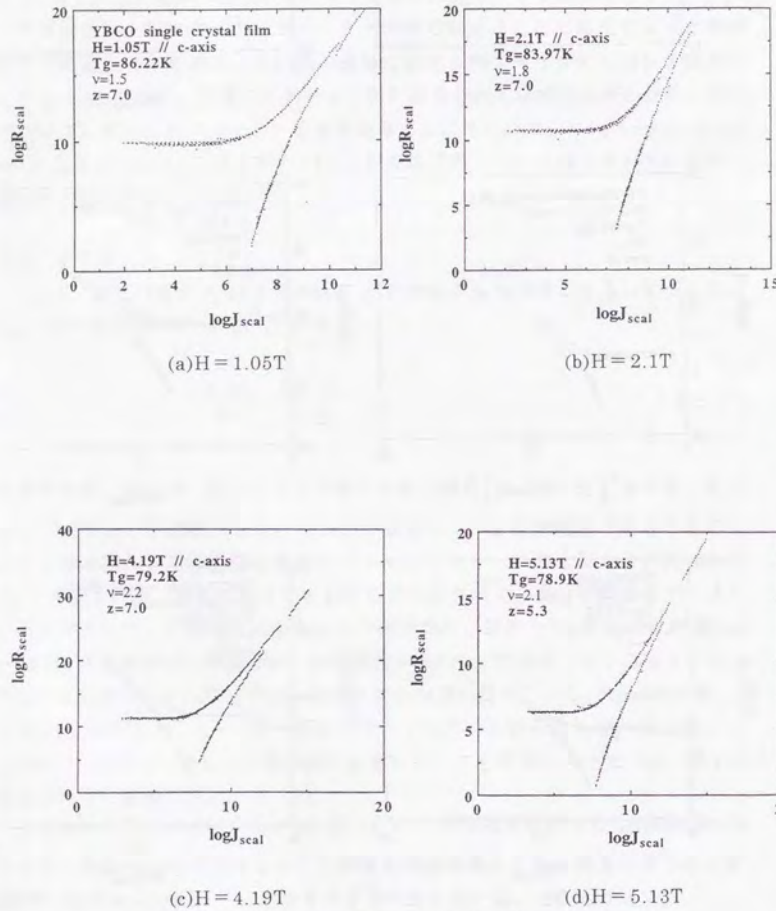 20
YBCO single crystal film
H=1.05T // c-axis
Tg=86.22K
ν=1.5
z=7.0
logRscal
10
0
0 2 4 6 8 10 12
logJscal
(a)H=1.05T
20
H=2.1T // c-axis
Tg=83.97K
ν=1.8
z=7.0
15
logRscal
10
5
0
0 5 10 15
logJscal
(b)H=2.1T
40
H=4.19T // c-axis
Tg=79.2K
ν=2.2
z=7.0
30
logRscal
20
10
0
0 10 20
logJscal
(c)H=4.19T
20
H=5.13T // c-axis
Tg=78.9K
ν=2.1
z=5.3
15
logRscal
10
5
0
0 10
logJscal
(d)H=5.13T